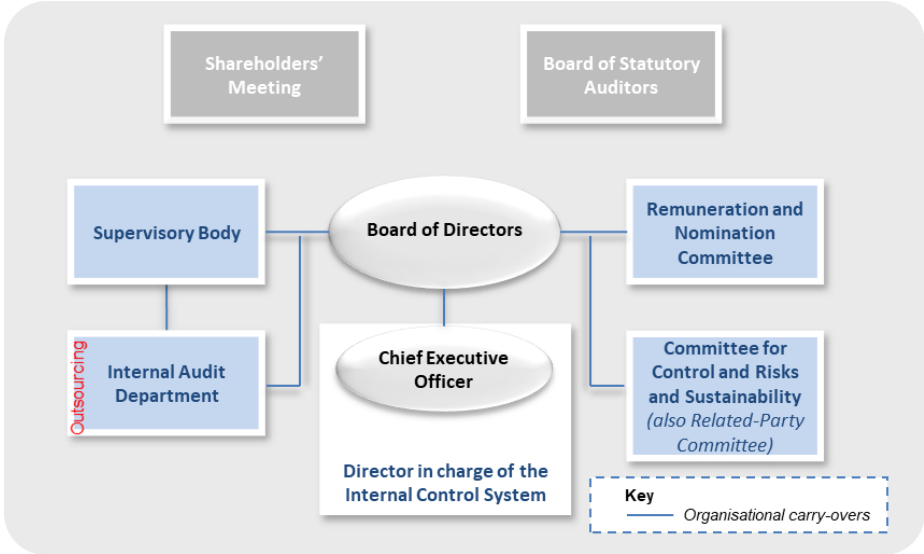 Shareholders’
Meeting
Board of Statutory
Auditors
Supervisory Body
Board of Directors
Remuneration and
Nomination
Committee
Outsourcing
Internal Audit
Department
Chief Executive
Officer
Director in charge of the
Internal Control System
Committee for
Control and Risks
and Sustainability
(also Related-Party
Committee)
Key
Organisational carry-overs